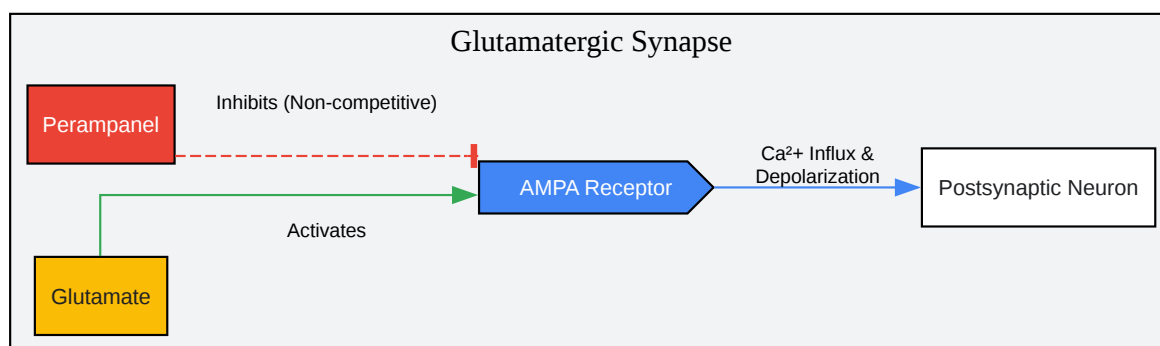 Glutamatergic Synapse
Perampanel
Inhibits (Non-competitive)
AMPA Receptor
Ca²+ Influx &
Depolarization
Postsynaptic Neuron
Activates
Glutamate